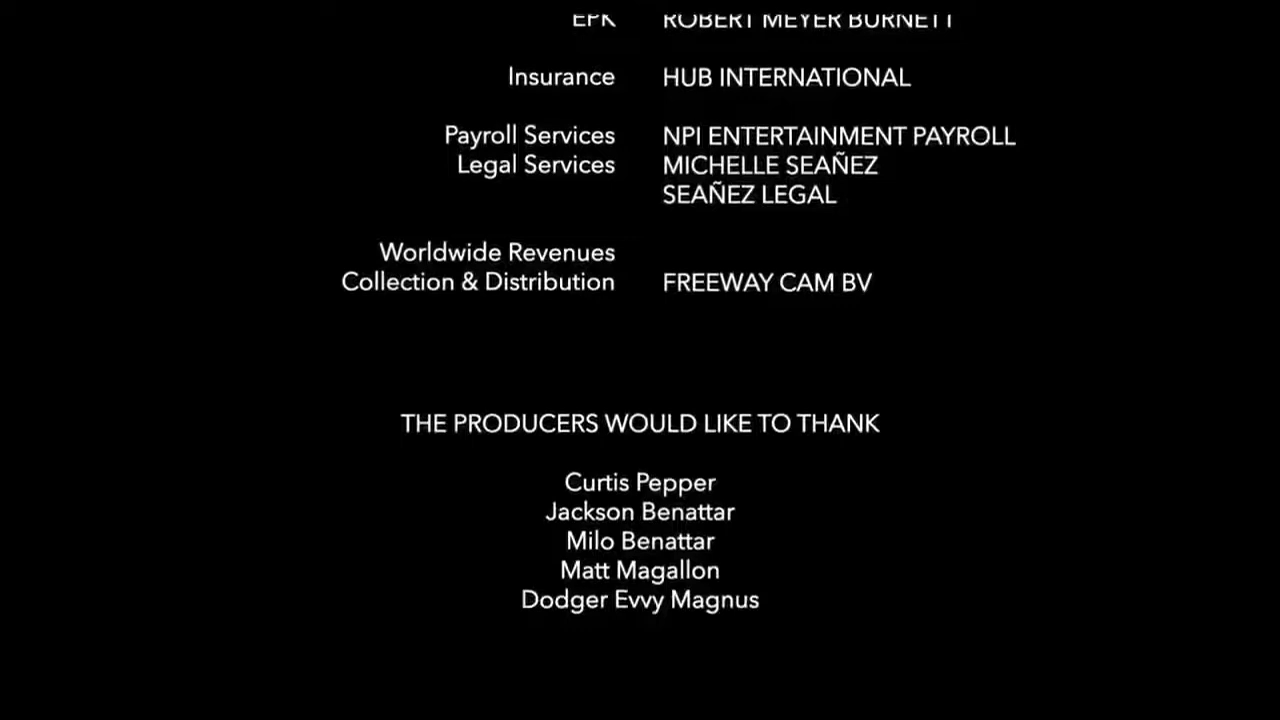 EPK ROBERT MEYER BURNETT
Insurance HUB INTERNATIONAL
Payroll Services NPI ENTERTAINMENT PAYROLL
Legal Services MICHELLE SEAÑEZ
SEAÑEZ LEGAL
Worldwide Revenues
Collection & Distribution FREEWAY CAM BV
THE PRODUCERS WOULD LIKE TO THANK
Curtis Pepper
Jackson Benattar
Milo Benattar
Matt Magallon
Dodger Evvy Magnus